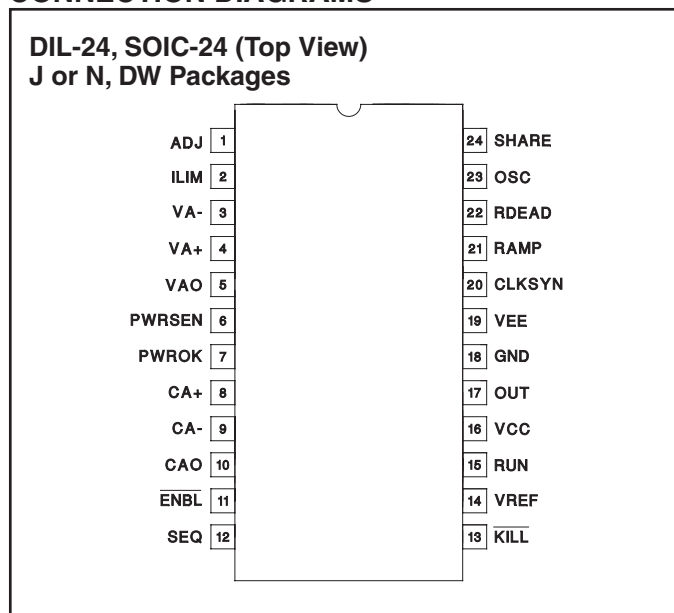 CONNECTION DIAGRAMS
DIL-24, SOIC-24 (Top View)
J or N, DW Packages
ADJ 1
ILIM 2
VA- 3
VA+ 4
VAO 5
PWRSEN 6
PWROK 7
CA+ 8
CA- 9
CAO 10
ENBL 11
SEQ 12
24 SHARE
23 OSC
22 RDEAD
21 RAMP
20 CLKSYN
19 VEE
18 GND
17 OUT
16 VCC
15 RUN
14 VREF
13 KILL